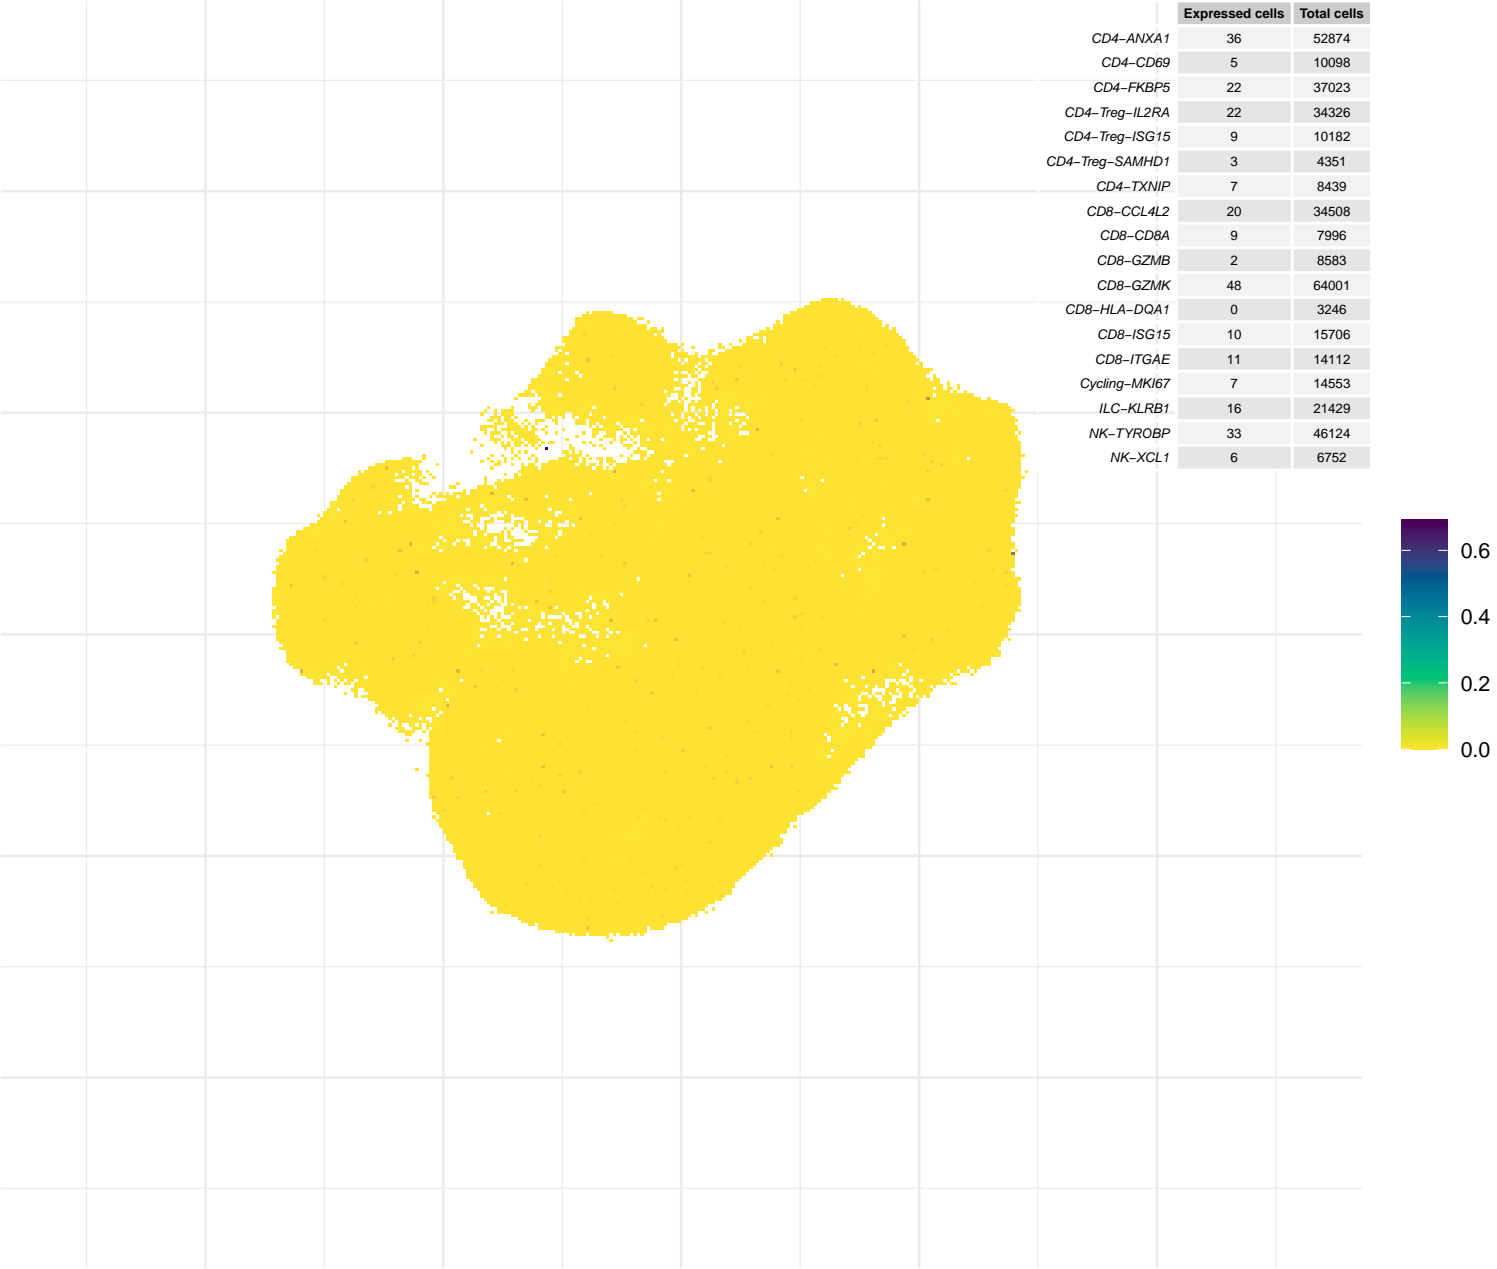 Expressed cells Total cells
CD4−ANXA1 36 52874
CD4−CD69 5 10098
CD4−FKBP5 22 37023
CD4−Treg−IL2RA 22 34326
CD4−Treg−ISG15 9 10182
CD4−Treg−SAMHD1 3 4351
CD4−TXNIP 7 8439
CD8−CCL4L2 20 34508
CD8−CD8A 9 7996
CD8−GZMB 2 8583
CD8−GZMK 48 64001
CD8−HLA−DQA1 0 3246
CD8−ISG15 10 15706
CD8−ITGAE 11 14112
Cycling−MKI67 7 14553
ILC−KLRB1 16 21429
NK−TYROBP 33 46124
NK−XCL1 6 6752
0.6
0.4
0.2
0.0